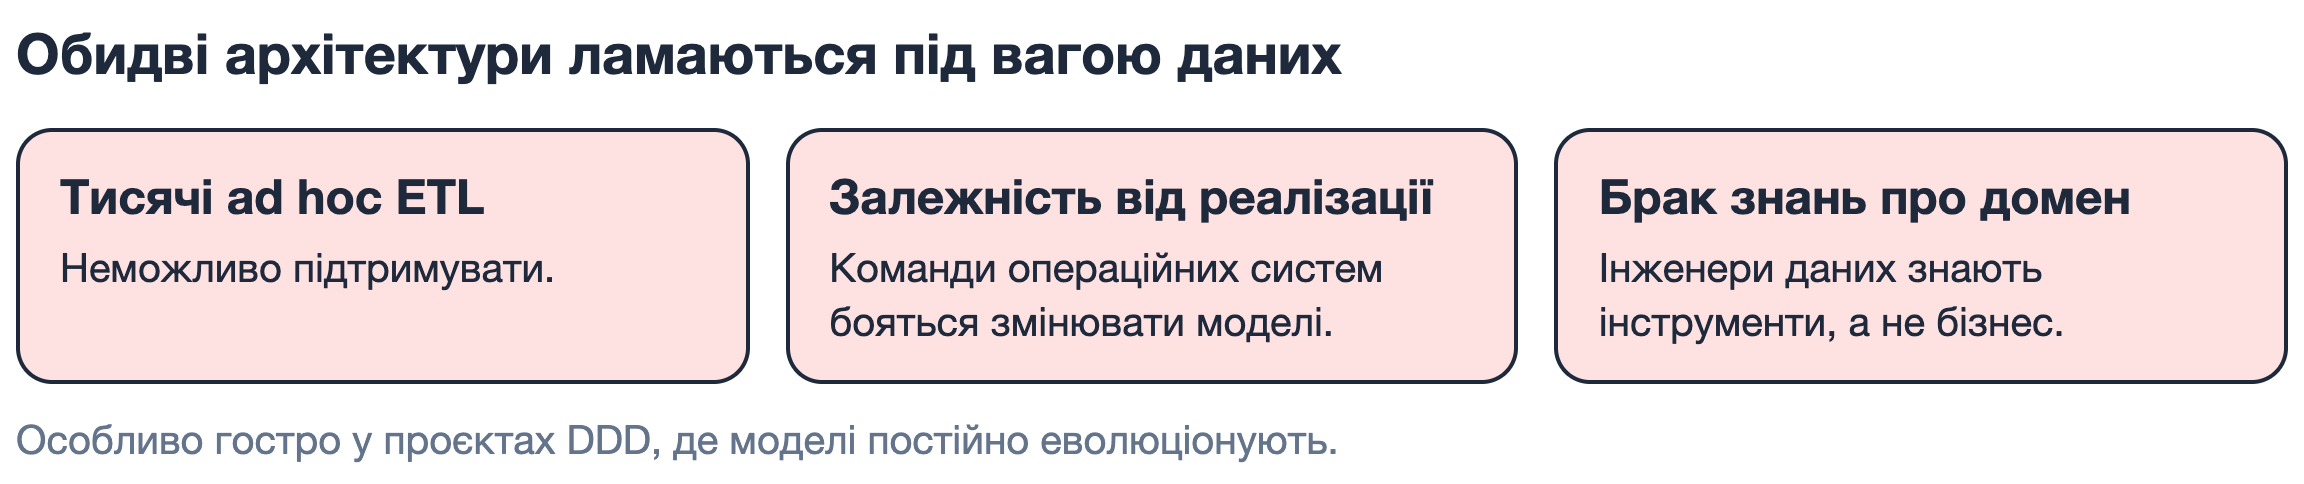 Обидві архітектури ламаються під вагою даних
Тисячі ad hoc ETL
Неможливо підтримувати.
Залежність від реалізації
Команди операційних систем
бояться змінювати моделі.
Брак знань про домен
Інженери даних знають
інструменти, а не бізнес.
Особливо гостро у проєктах DDD, де моделі постійно еволюціонують.